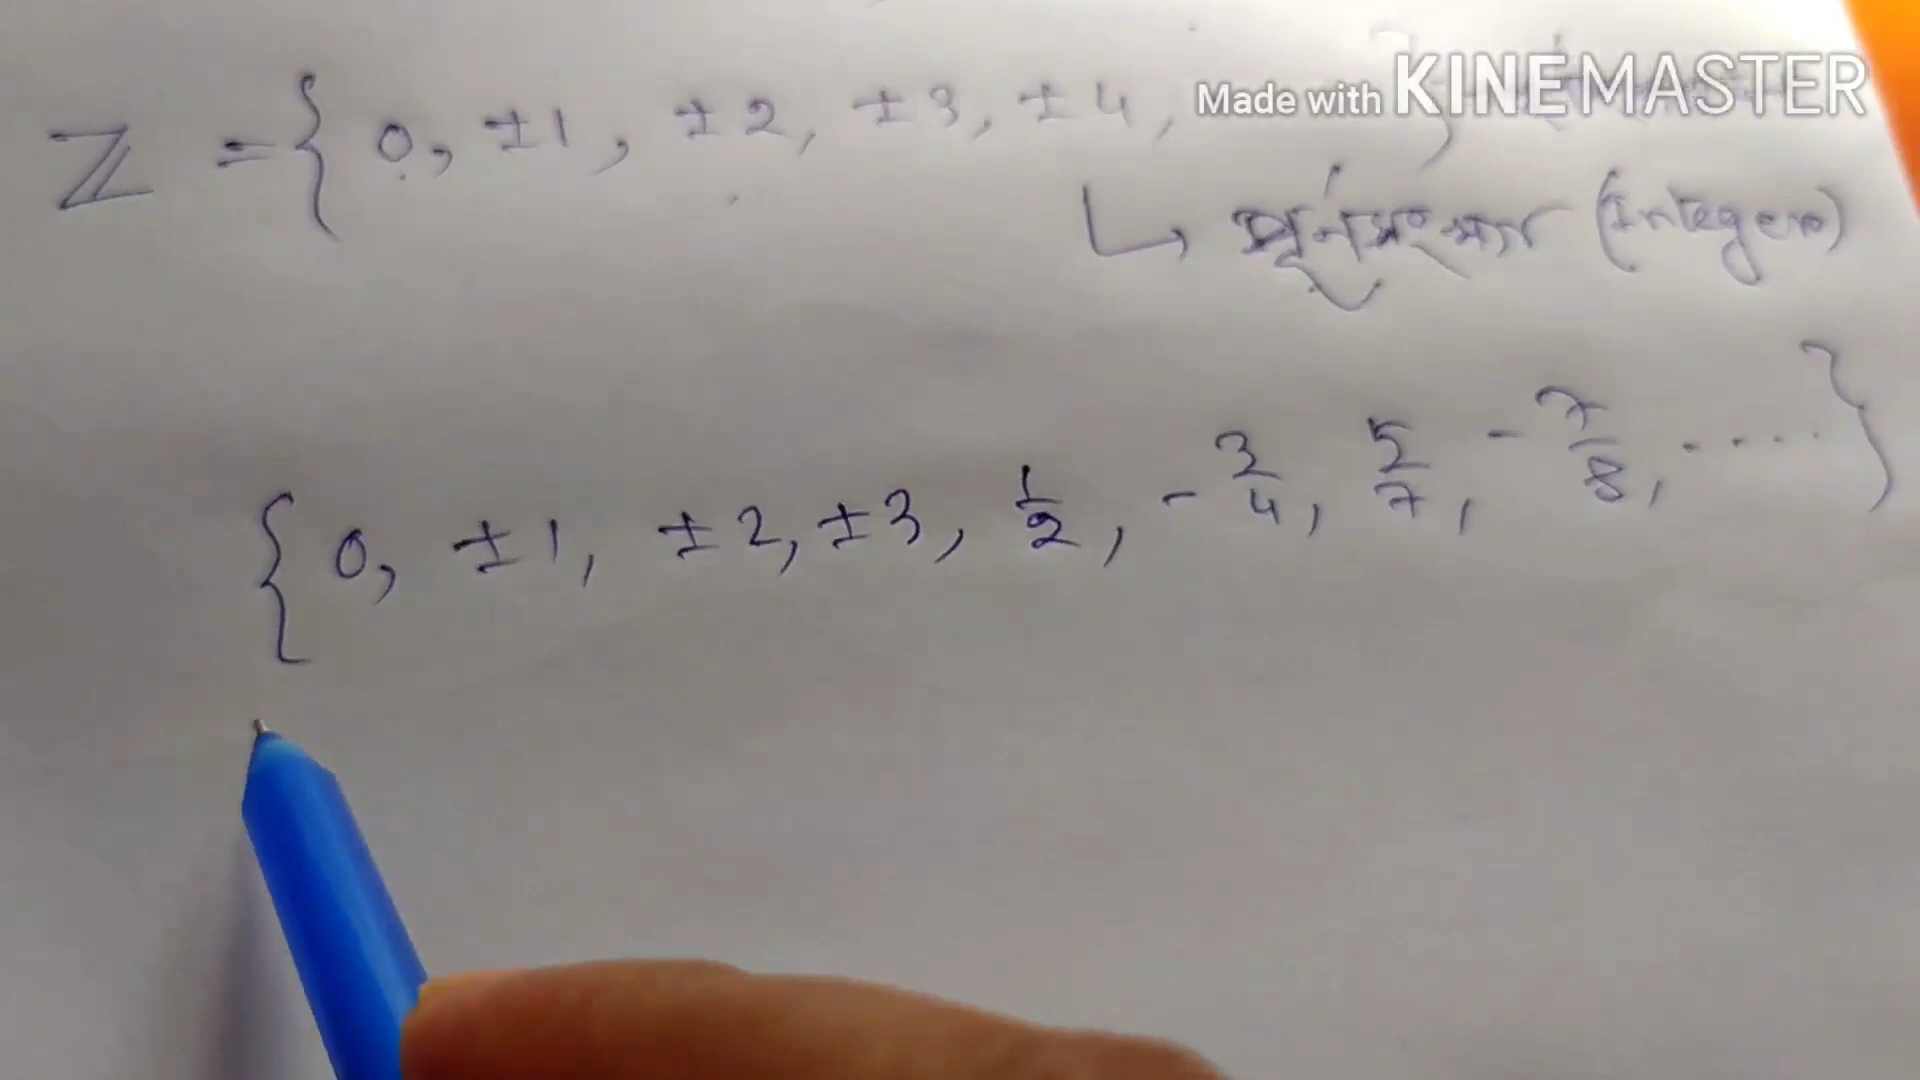 Made with KINEMASTER
ℤ = { 0, ±1, ±2, ±3, ±4, }
↳ (Integer)
{ 0, ±1, ±2, ±3, 1/2, -3/4, 5/7, -7/8, ..... }